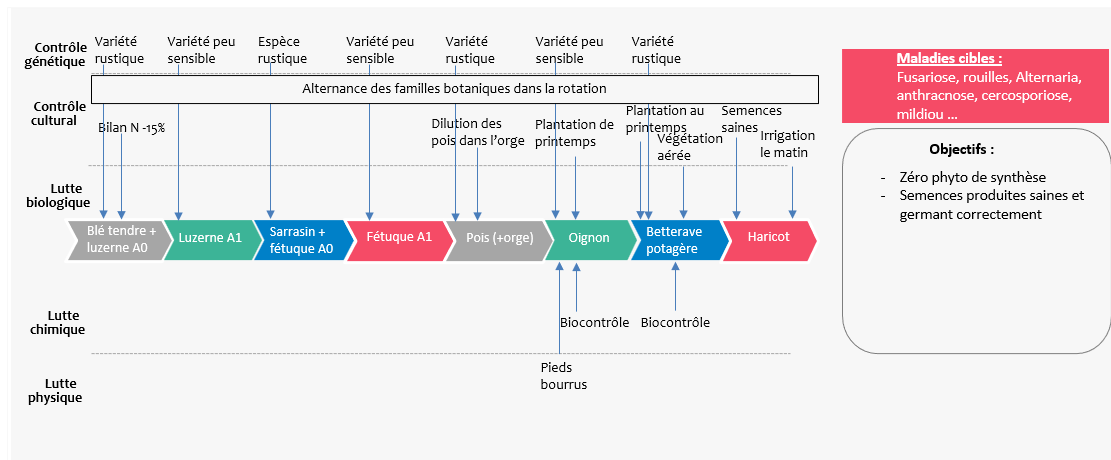 Contrôle
génétique
Variété
rustique
Variété peu
sensible
Espèce
rustique
Variété peu
sensible
Variété
rustique
Variété peu
sensible
Variété
rustique
Alternance des familles botaniques dans la rotation
Contrôle
cultural
Bilan N -15%
Dilution des
pois dans l'orge
Plantation de
printemps
Plantation au
printemps
Végétation
aérée
Semences
saines
Irrigation
le matin
Lutte
biologique
Blé tendre +
luzerne A0
Luzerne A1
Sarrasin +
fétuque A0
Fétuque A1
Pois (+orge)
Oignon
Betterave
potagère
Haricot
Lutte
chimique
Biocontrôle
Biocontrôle
Lutte
physique
Pieds
bourrus
Maladies cibles :
Fusariose, rouilles, Alternaria,
anthracnose, cercosporiose,
mildiou ...
Objectifs :
- Zéro phyto de synthèse
- Semences produites saines et
germant correctement